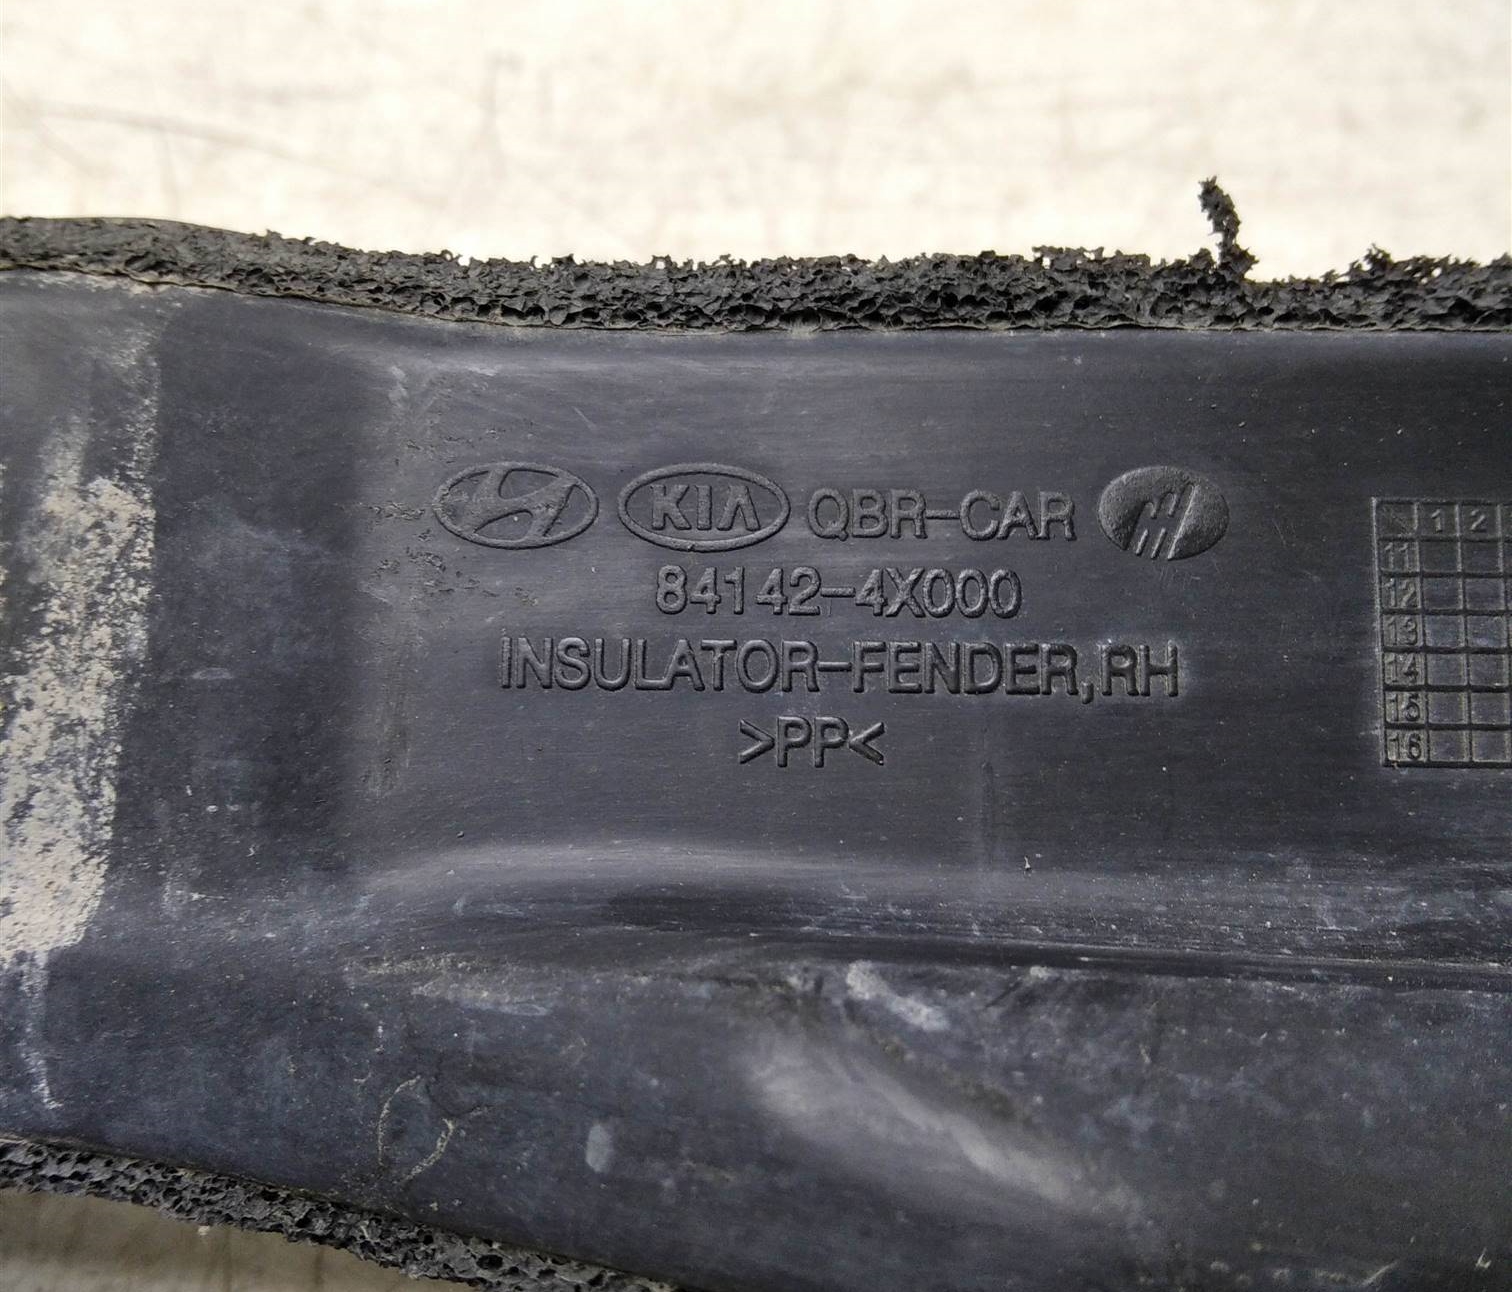 KIA QBR-CAR
84142-4X000
INSULATOR-FENDER,RH
>PP<
1 2
11
12
13
14
15
16